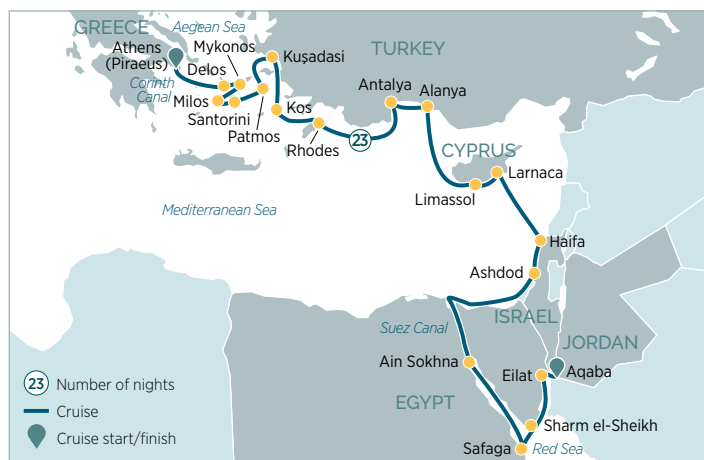 GREECE
Aegean Sea
Athens
(Piraeus)
Mykonos
Delos
Kuşadasi
TURKEY
Corinth
Canal
Milos
Santorini
Patmos
Kos
Rhodes
23
Antalya
Alanya
CYPRUS
Larnaca
Limassol
Mediterranean Sea
Haifa
Ashdod
ISRAEL
Suez Canal
JORDAN
Ain Sokhna
Eilat
Aqaba
EGYPT
Sharm el-Sheikh
Safaga
Red Sea
23 Number of nights
Cruise
Cruise start/finish